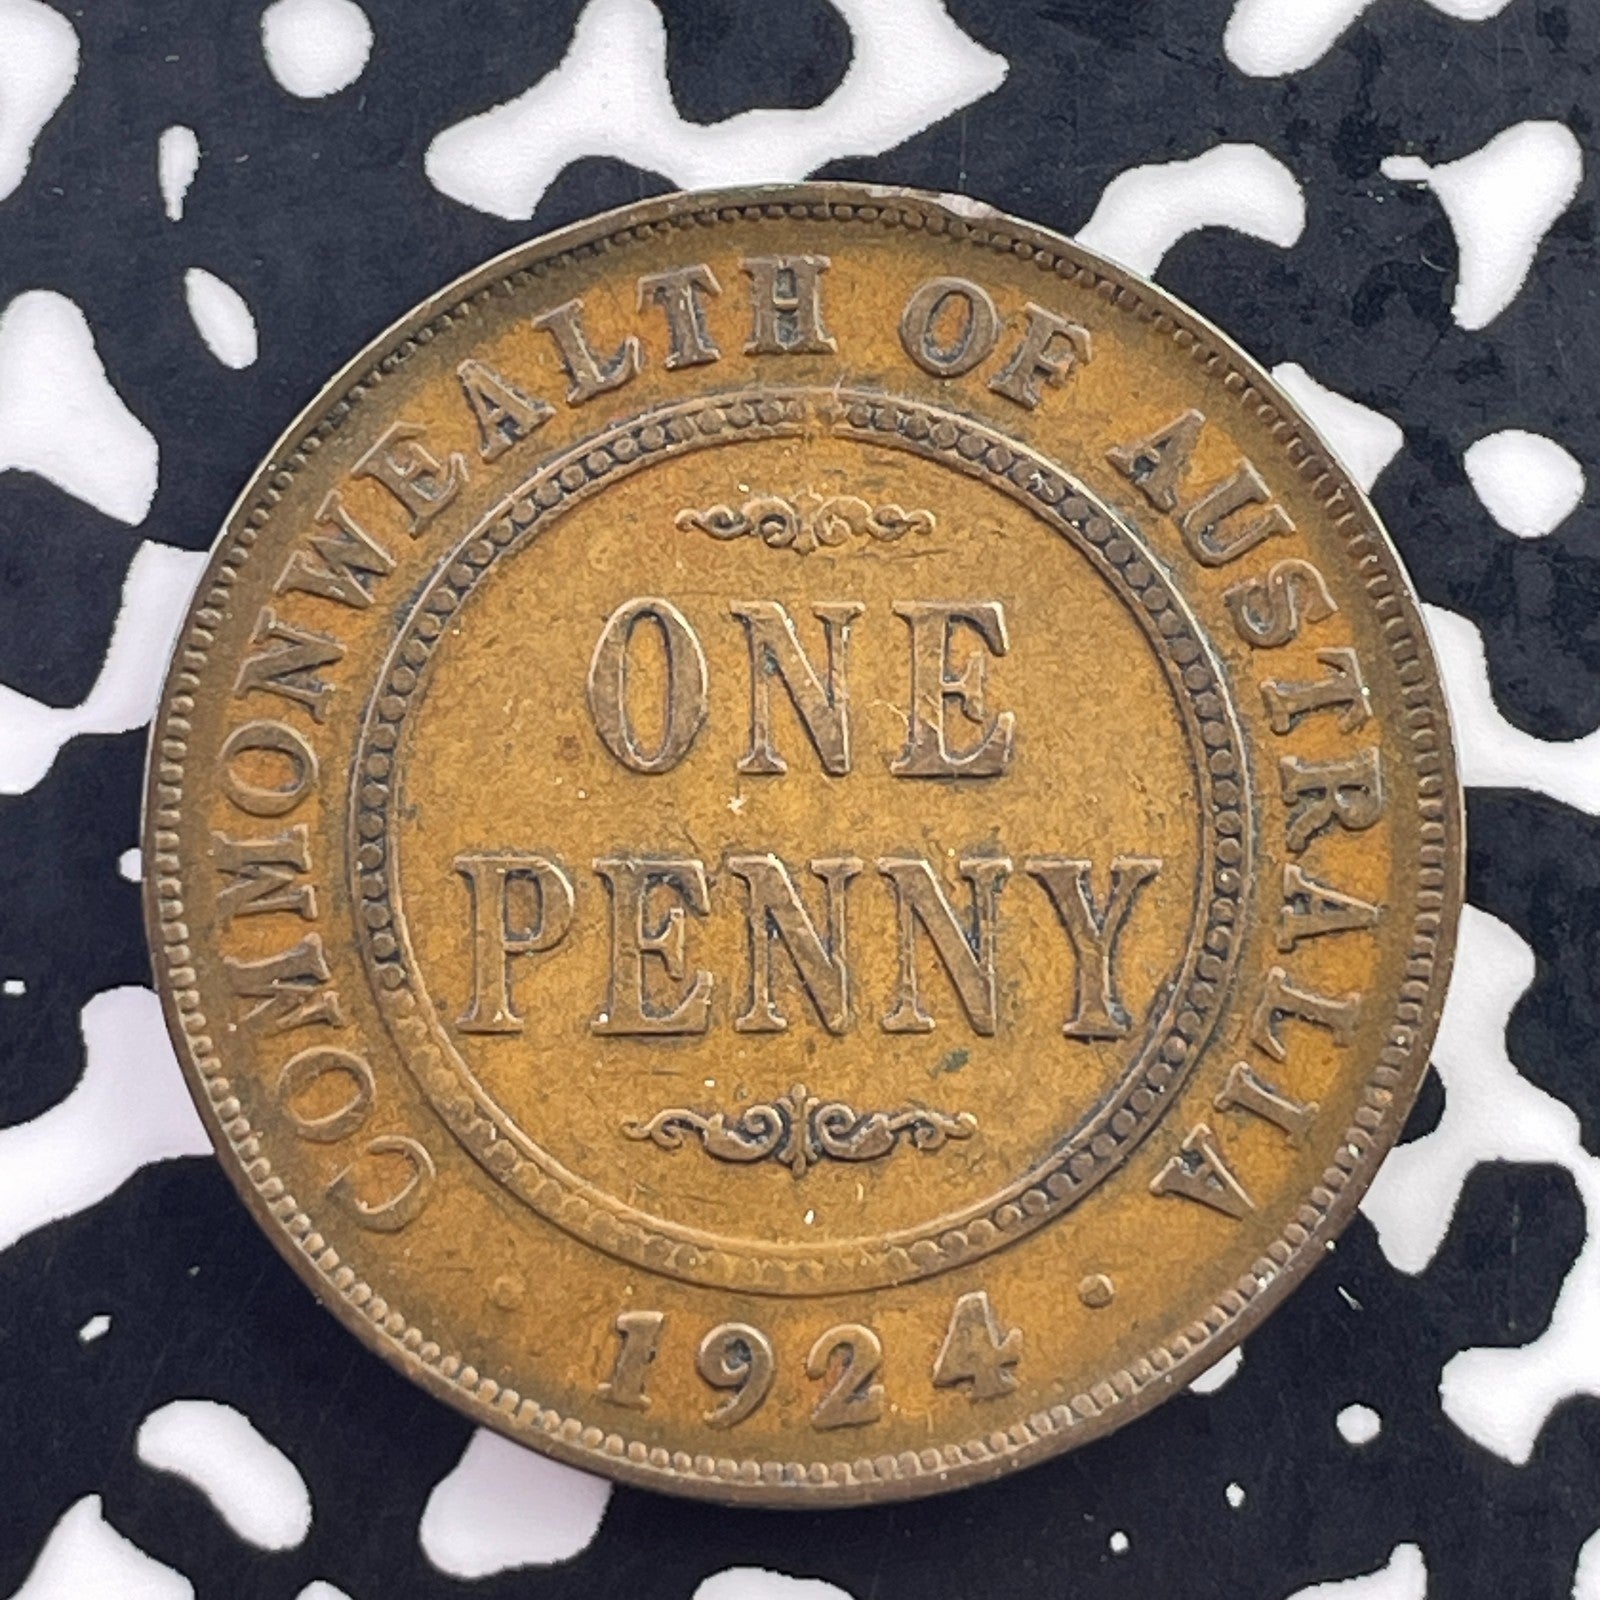 COMMONWEALTH OF AUSTRALIA
ONE
PENNY
· 1924 ·